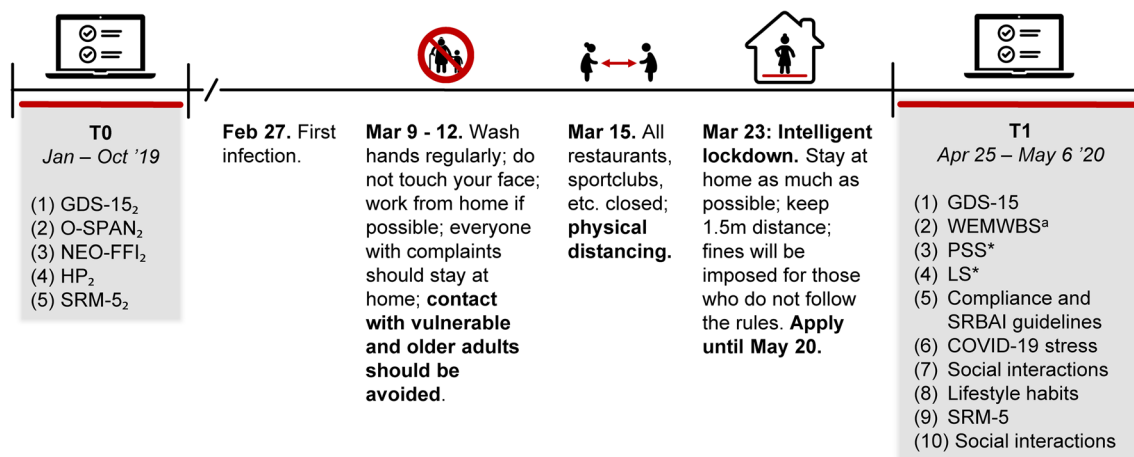 T0
Jan – Oct '19
(1) GDS-15₂
(2) O-SPAN₂
(3) NEO-FFI₂
(4) HP₂
(5) SRM-5₂
Feb 27. First
infection.
Mar 9 - 12. Wash
hands regularly; do
not touch your face;
work from home if
possible; everyone
with complaints
should stay at
home; contact
with vulnerable
and older adults
should be
avoided.
Mar 15. All
restaurants,
sportclubs,
etc. closed;
physical
distancing.
Mar 23: Intelligent
lockdown. Stay at
home as much as
possible; keep
1.5m distance;
fines will be
imposed for those
who do not follow
the rules. Apply
until May 20.
T1
Apr 25 – May 6 '20
(1) GDS-15
(2) WEMWBSᵃ
(3) PSS*
(4) LS*
(5) Compliance and
SRBAI guidelines
(6) COVID-19 stress
(7) Social interactions
(8) Lifestyle habits
(9) SRM-5
(10) Social interactions